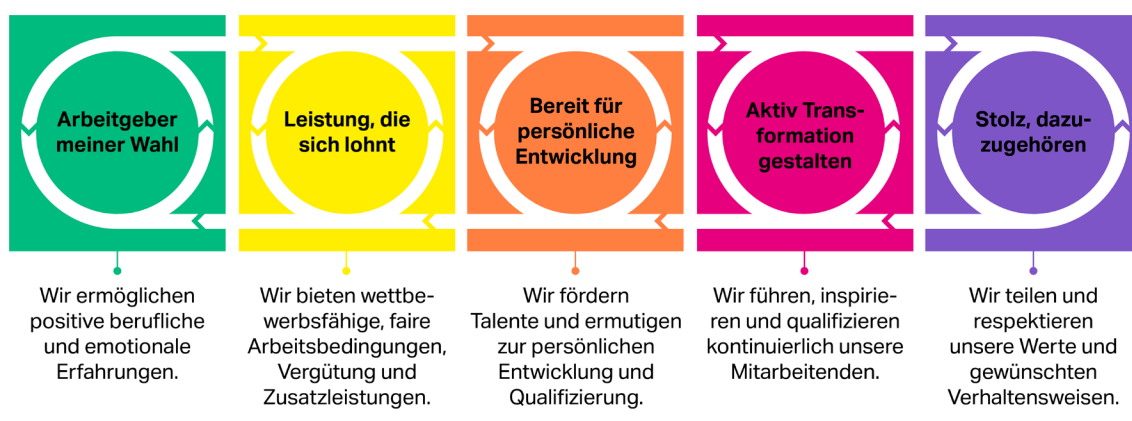 Arbeitgeber
meiner Wahl
Wir ermöglichen
positive berufliche
und emotionale
Erfahrungen.
Leistung, die
sich lohnt
Wir bieten wettbe-
werbsfähige, faire
Arbeitsbedingungen,
Vergütung und
Zusatzleistungen.
Bereit für
persönliche
Entwicklung
Wir fördern
Talente und ermutigen
zur persönlichen
Entwicklung und
Qualifizierung.
Aktiv Trans-
formation
gestalten
Wir führen, inspirie-
ren und qualifizieren
kontinuierlich unsere
Mitarbeitenden.
Stolz, dazu-
zugehören
Wir teilen und
respektieren
unsere Werte und
gewünschten
Verhaltensweisen.